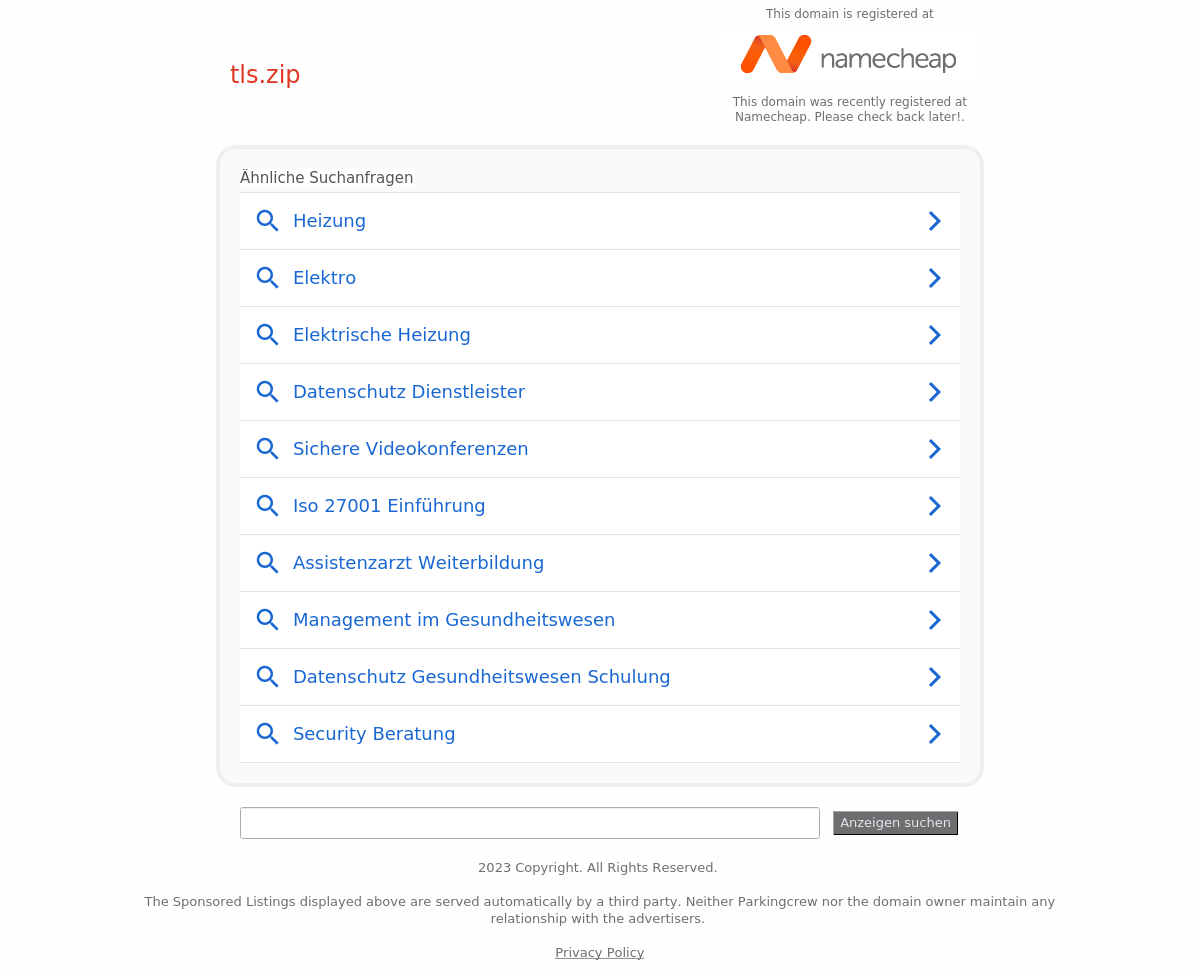 This domain is registered at
namecheap
tls.zip
This domain was recently registered at
Namecheap. Please check back later!.
Ähnliche Suchanfragen
Heizung
Elektro
Elektrische Heizung
Datenschutz Dienstleister
Sichere Videokonferenzen
Iso 27001 Einführung
Assistenzarzt Weiterbildung
Management im Gesundheitswesen
Datenschutz Gesundheitswesen Schulung
Security Beratung
Anzeigen suchen
2023 Copyright. All Rights Reserved.
The Sponsored Listings displayed above are served automatically by a third party. Neither Parkingcrew nor the domain owner maintain any
relationship with the advertisers.
Privacy Policy